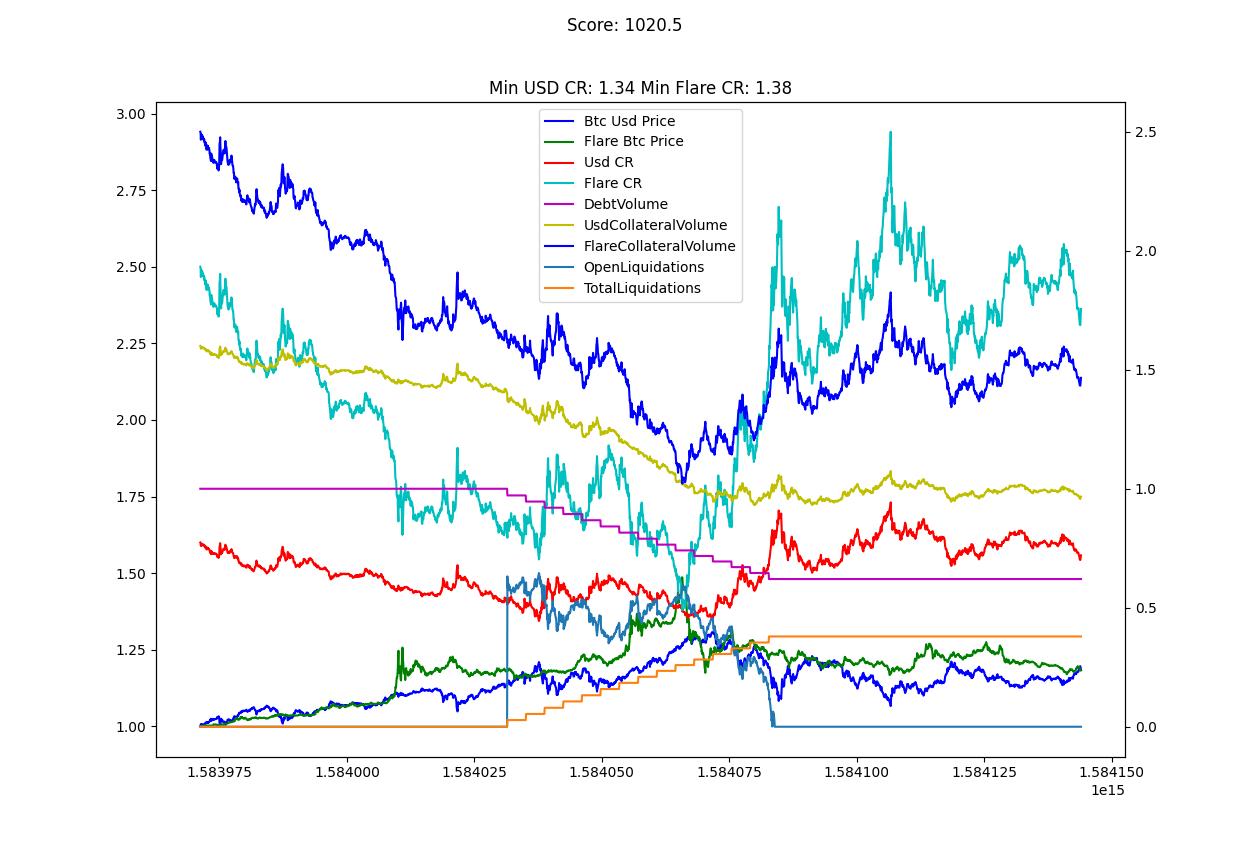 Score: 1020.5
Min USD CR: 1.34 Min Flare CR: 1.38
3.00
2.75
2.50
2.25
2.00
1.75
1.50
1.25
1.00
Btc Usd Price
Flare Btc Price
Usd CR
Flare CR
DebtVolume
UsdCollateralVolume
FlareCollateralVolume
OpenLiquidations
TotalLiquidations
2.5
2.0
1.5
1.0
0.5
0.0
1.583975 1.584000 1.584025 1.584050 1.584075 1.584100 1.584125 1.584150
1e15